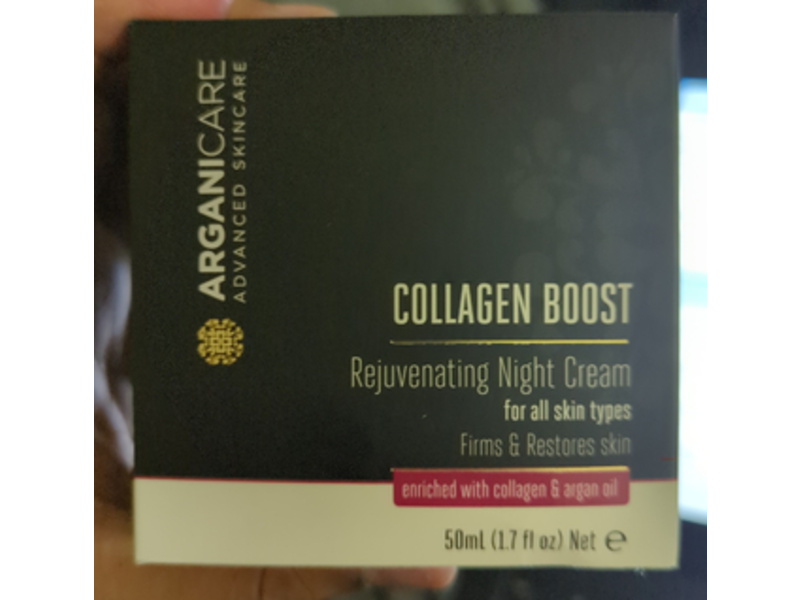 ARGANICARE
ADVANCED SKINCARE
COLLAGEN BOOST
Rejuvenating Night Cream
for all skin types
Firms & Restores skin
enriched with collagen & argan oil
50mL (1.7 fl oz) Net ℮